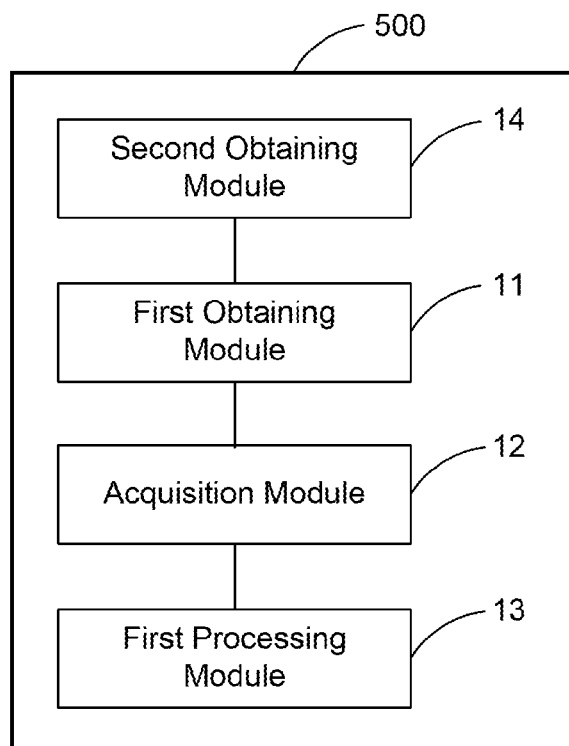 500
Second Obtaining
Module
14
First Obtaining
Module
11
Acquisition Module
12
First Processing
Module
13